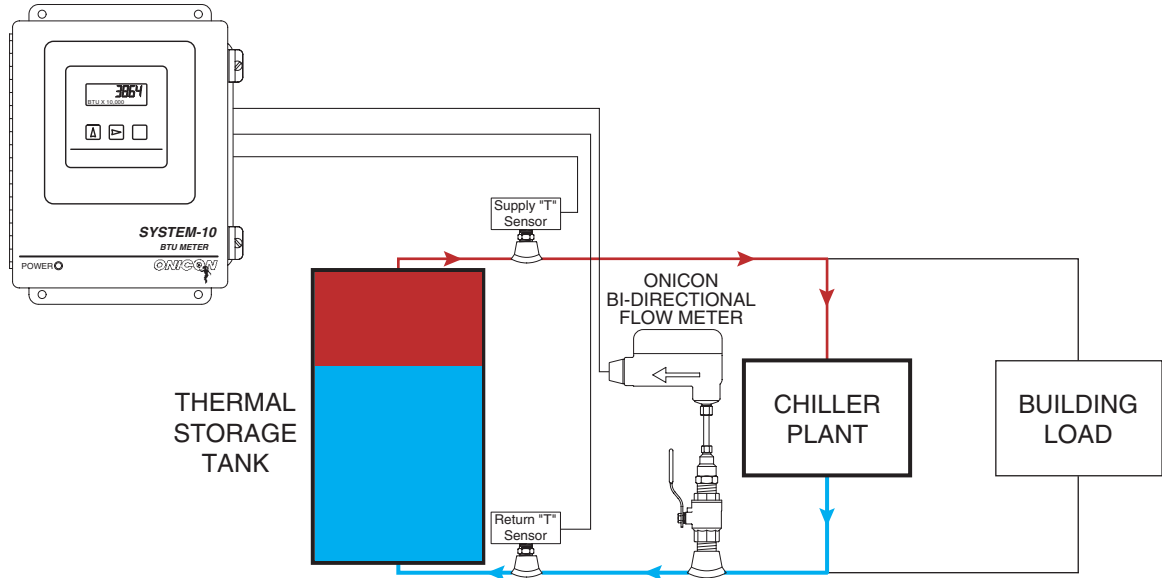 3864
BTU X 10,000
SYSTEM-10
BTU METER
POWER
ONICON
Supply "T"
Sensor
ONICON
BI-DIRECTIONAL
FLOW METER
THERMAL
STORAGE
TANK
CHILLER
PLANT
BUILDING
LOAD
Return "T"
Sensor